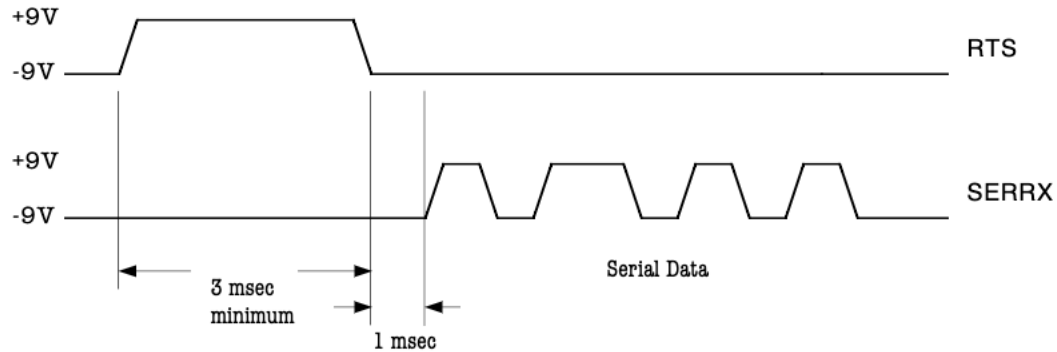 +9V
RTS
-9V
+9V
SERRX
-9V
Serial Data
3 msec
minimum
1 msec